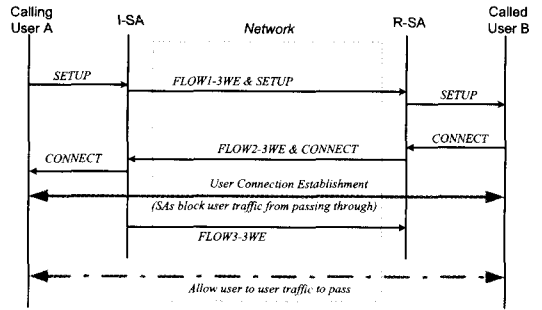 Calling
User A
I-SA
Network
R-SA
Called
User B
SETUP
FLOW1-3WE & SETUP
SETUP
CONNECT
FLOW2-3WE & CONNECT
CONNECT
User Connection Establishment
(SAs block user traffic from passing through)
FLOW3-3WE
Allow user to user traffic to pass